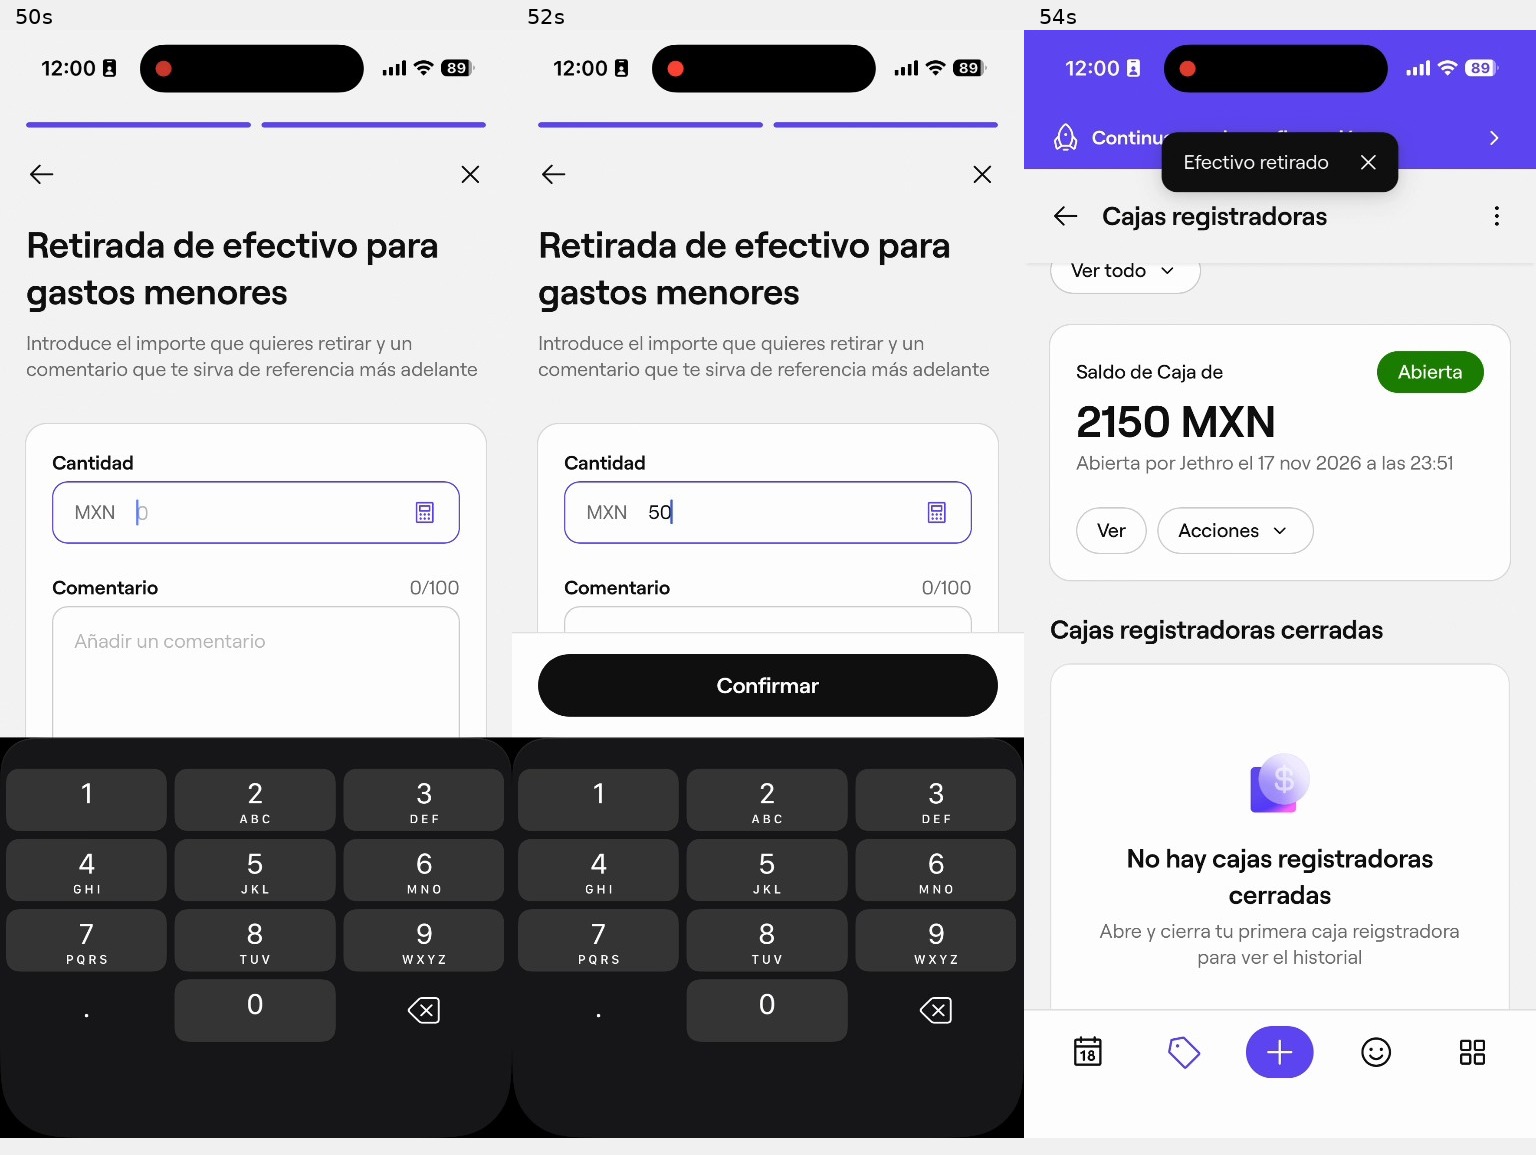 50s
12:00
89
Retirada de efectivo para
gastos menores
Introduce el importe que quieres retirar y un
comentario que te sirva de referencia más adelante
Cantidad
MXN 0
Comentario 0/100
Añadir un comentario
1
2 ABC
3 DEF
4 GHI
5 JKL
6 MNO
7 PQRS
8 TUV
9 WXYZ
.
0
52s
12:00
89
Retirada de efectivo para
gastos menores
Introduce el importe que quieres retirar y un
comentario que te sirva de referencia más adelante
Cantidad
MXN 50
Comentario 0/100
Confirmar
1
2 ABC
3 DEF
4 GHI
5 JKL
6 MNO
7 PQRS
8 TUV
9 WXYZ
.
0
54s
12:00
89
Efectivo retirado
Cajas registradoras
Ver todo
Saldo de Caja de
Abierta
2150 MXN
Abierta por Jethro el 17 nov 2026 a las 23:51
Ver
Acciones
Cajas registradoras cerradas
$
No hay cajas registradoras
cerradas
Abre y cierra tu primera caja reigstradora
para ver el historial
18